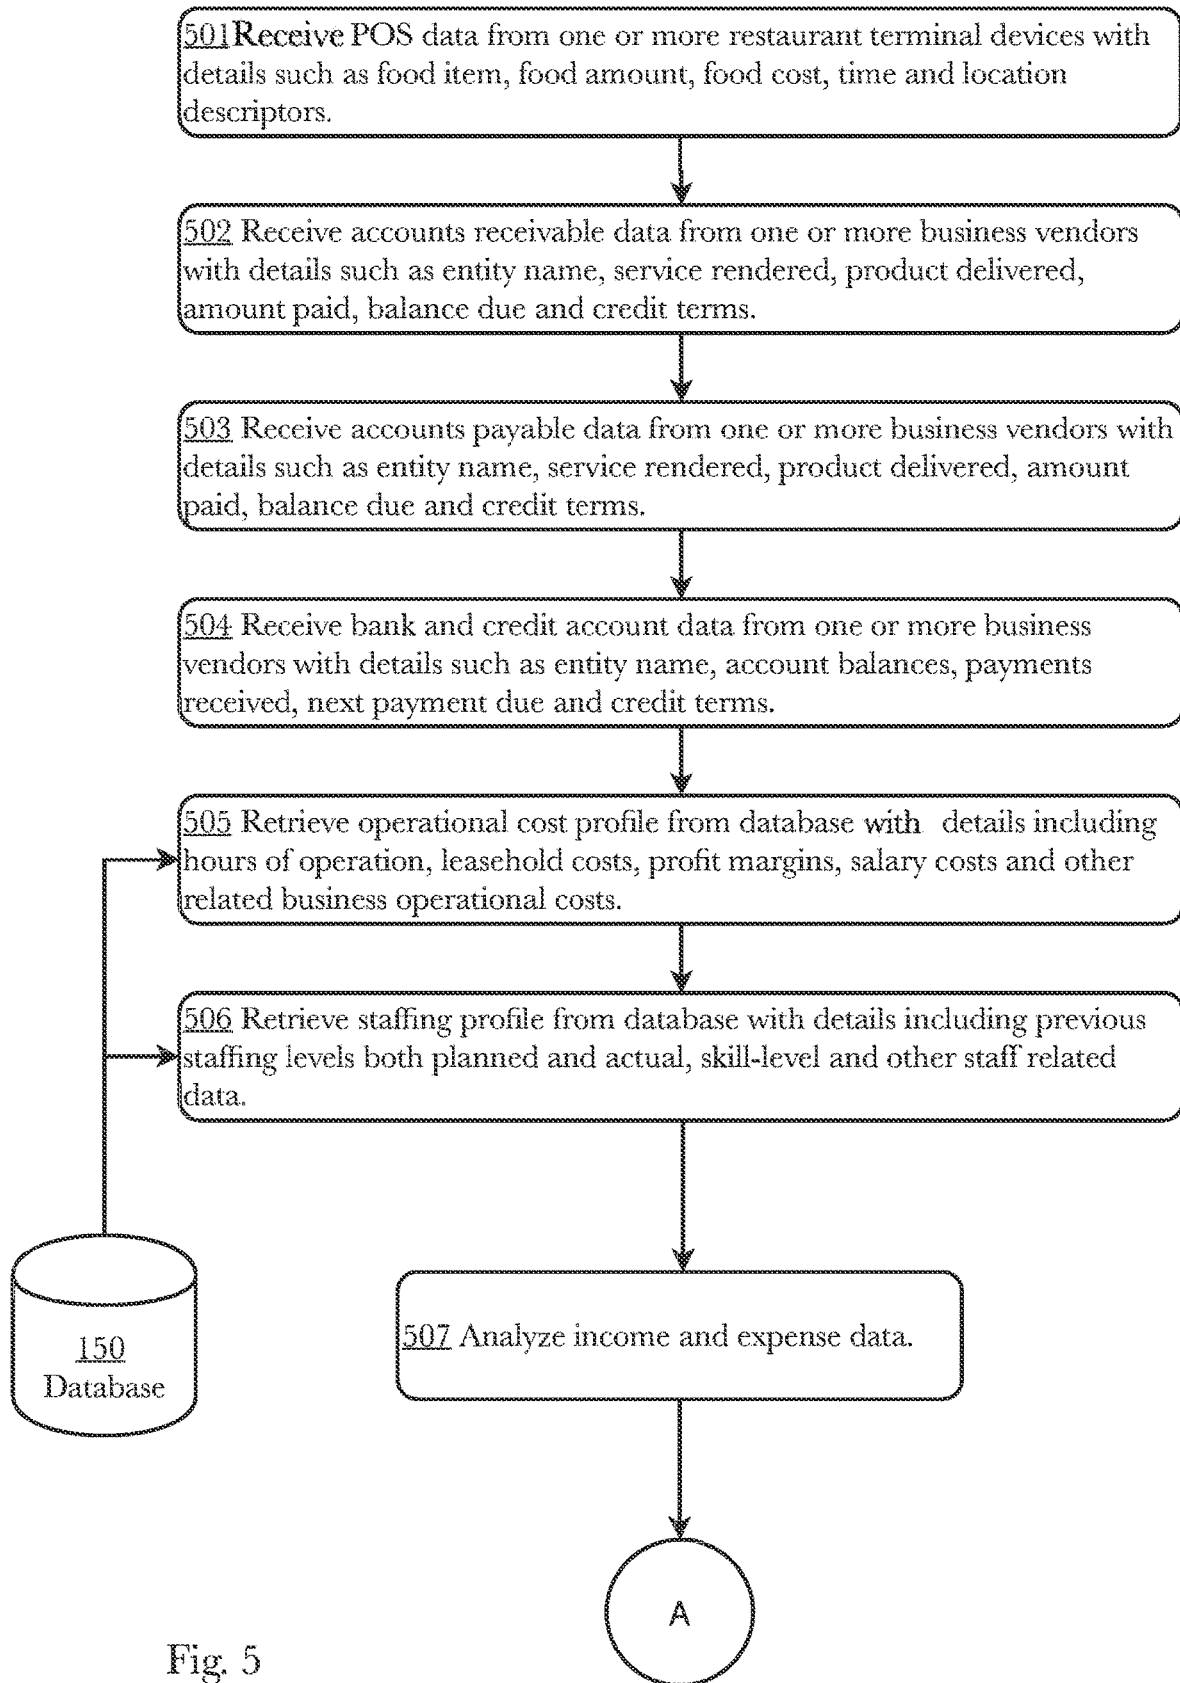 501Receive POS data from one or more restaurant terminal devices with
details such as food item, food amount, food cost, time and location
descriptors.
502 Receive accounts receivable data from one or more business vendors
with details such as entity name, service rendered, product delivered,
amount paid, balance due and credit terms.
503 Receive accounts payable data from one or more business vendors with
details such as entity name, service rendered, product delivered, amount
paid, balance due and credit terms.
504 Receive bank and credit account data from one or more business
vendors with details such as entity name, account balances, payments
received, next payment due and credit terms.
505 Retrieve operational cost profile from database with details including
hours of operation, leasehold costs, profit margins, salary costs and other
related business operational costs.
506 Retrieve staffing profile from database with details including previous
staffing levels both planned and actual, skill-level and other staff related
data.
150
Database
507 Analyze income and expense data.
A
Fig. 5